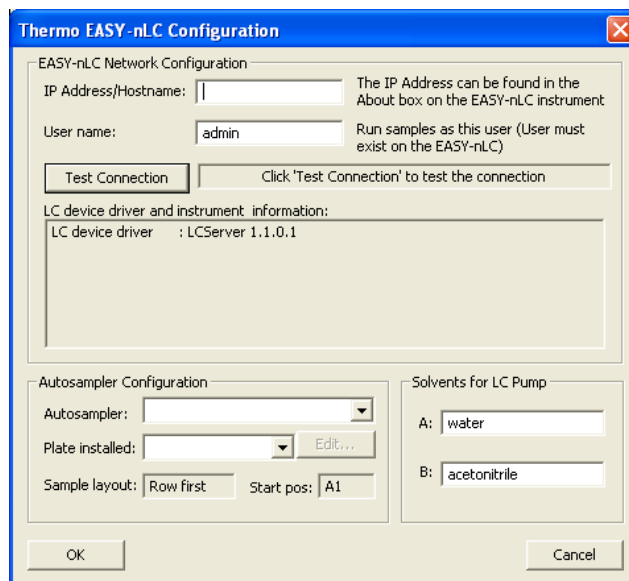 Thermo EASY-nLC Configuration
EASY-nLC Network Configuration
IP Address/Hostname:
The IP Address can be found in the
About box on the EASY-nLC instrument
User name: admin
Run samples as this user (User must
exist on the EASY-nLC)
Test Connection
Click 'Test Connection' to test the connection
LC device driver and instrument information:
LC device driver : LCServer 1.1.0.1
Autosampler Configuration
Autosampler:
Plate installed: Edit...
Sample layout: Row first Start pos: A1
Solvents for LC Pump
A: water
B: acetonitrile
OK
Cancel